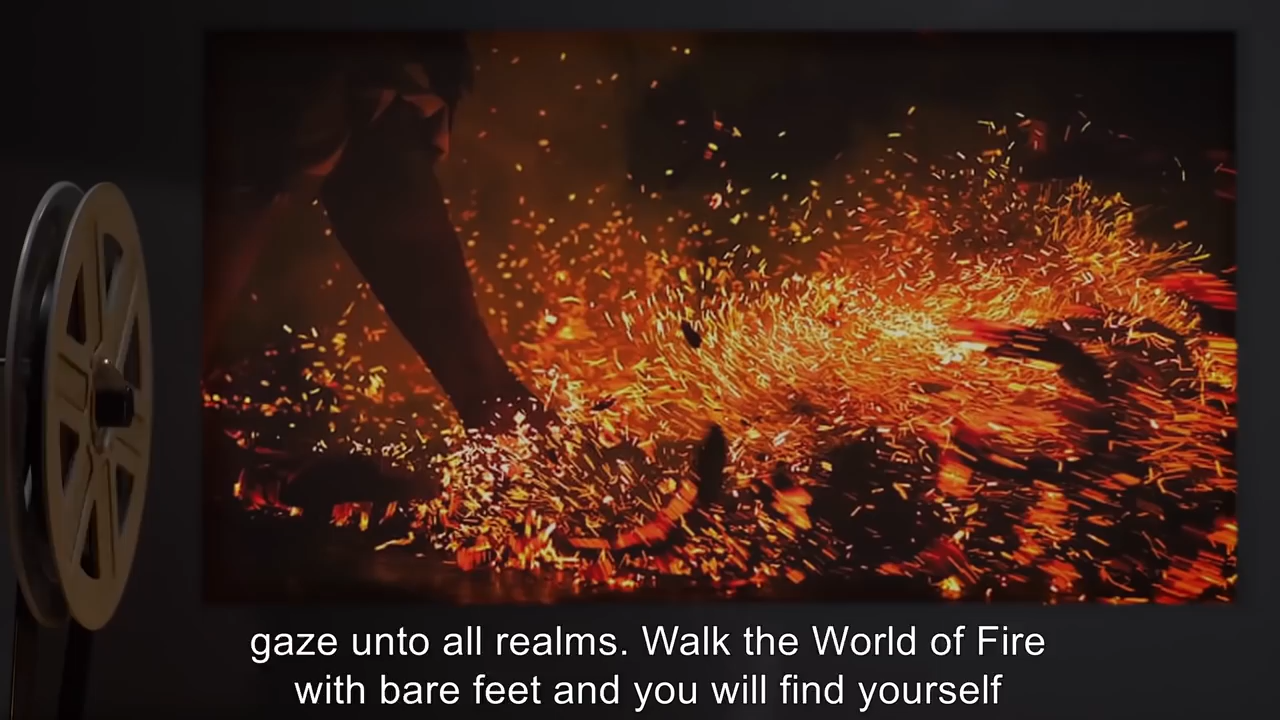 gaze unto all realms. Walk the World of Fire
with bare feet and you will find yourself